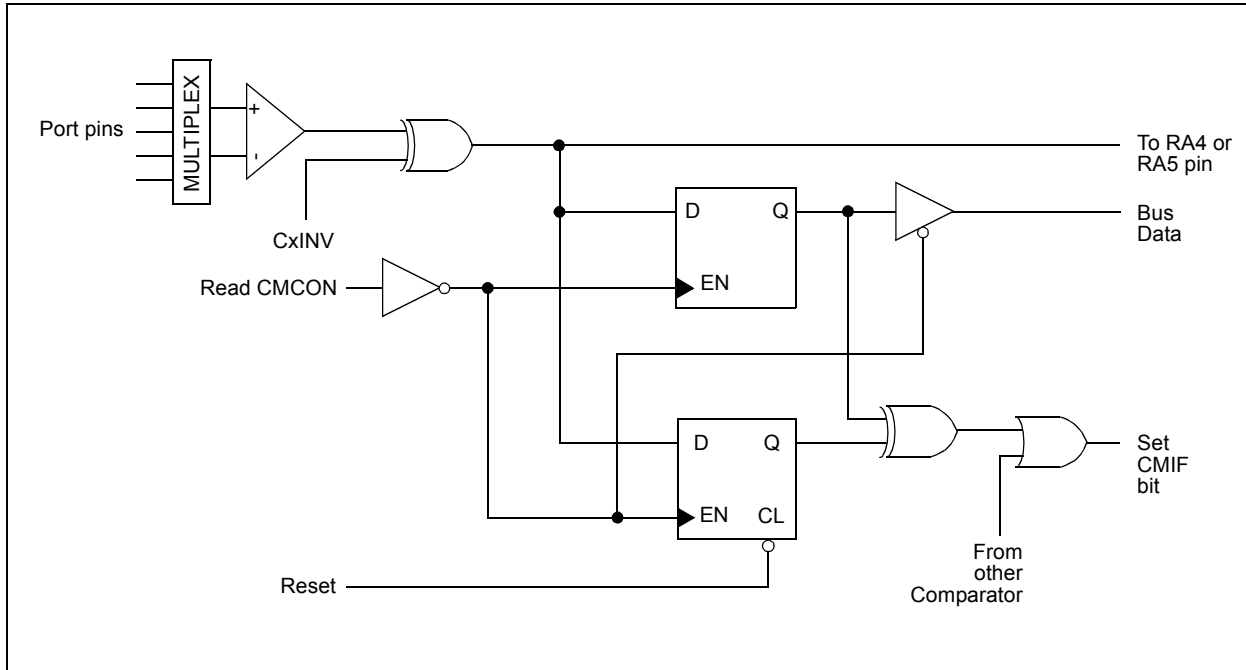 MULTIPLEX
Port pins
+
-
To RA4 or
RA5 pin
D
Q
Bus
Data
CxINV
Read CMCON
EN
D
Q
Set
CMIF
bit
EN
CL
From
other
Comparator
Reset